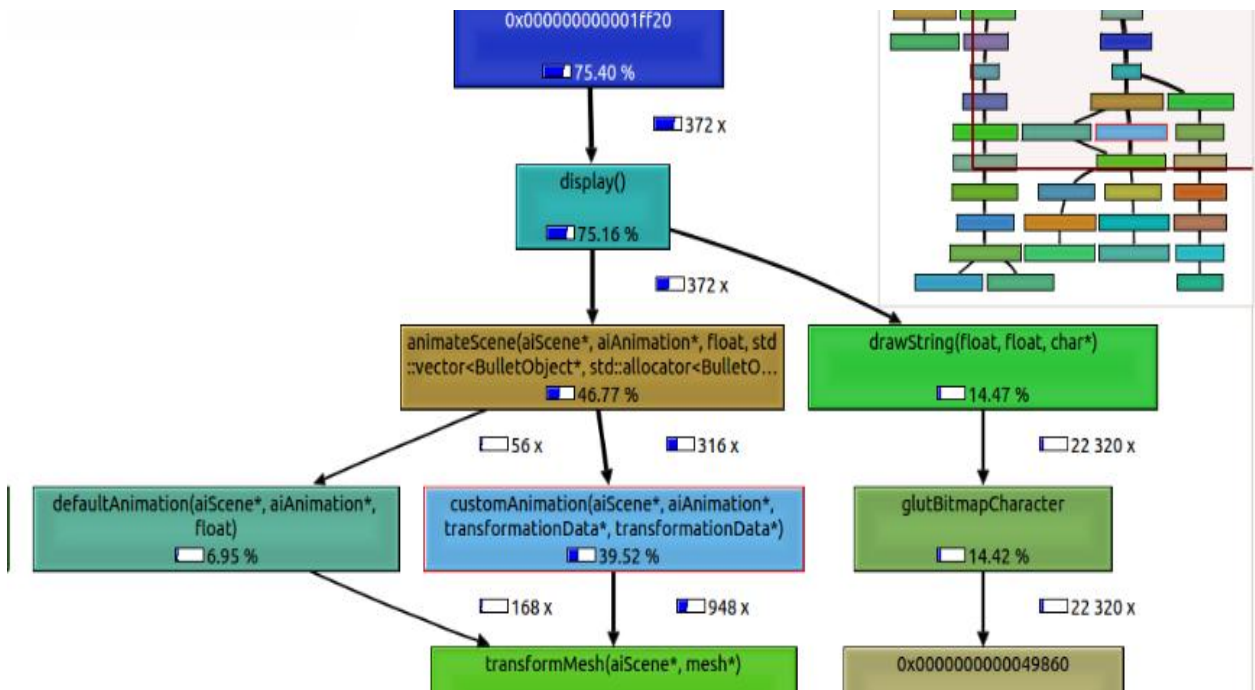 0x000000000001ff20
75.40 %
372 x
display()
75.16 %
372 x
animateScene(aiScene*, aiAnimation*, float, std
::vector<BulletObject*, std::allocator<BulletO...
46.77 %
drawString(float, float, char*)
14.47 %
56 x
316 x
22 320 x
defaultAnimation(aiScene*, aiAnimation*,
float)
6.95 %
customAnimation(aiScene*, aiAnimation*,
transformationData*, transformationData*)
39.52 %
glutBitmapCharacter
14.42 %
168 x
948 x
22 320 x
transformMesh(aiScene*, mesh*)
0x0000000000049860